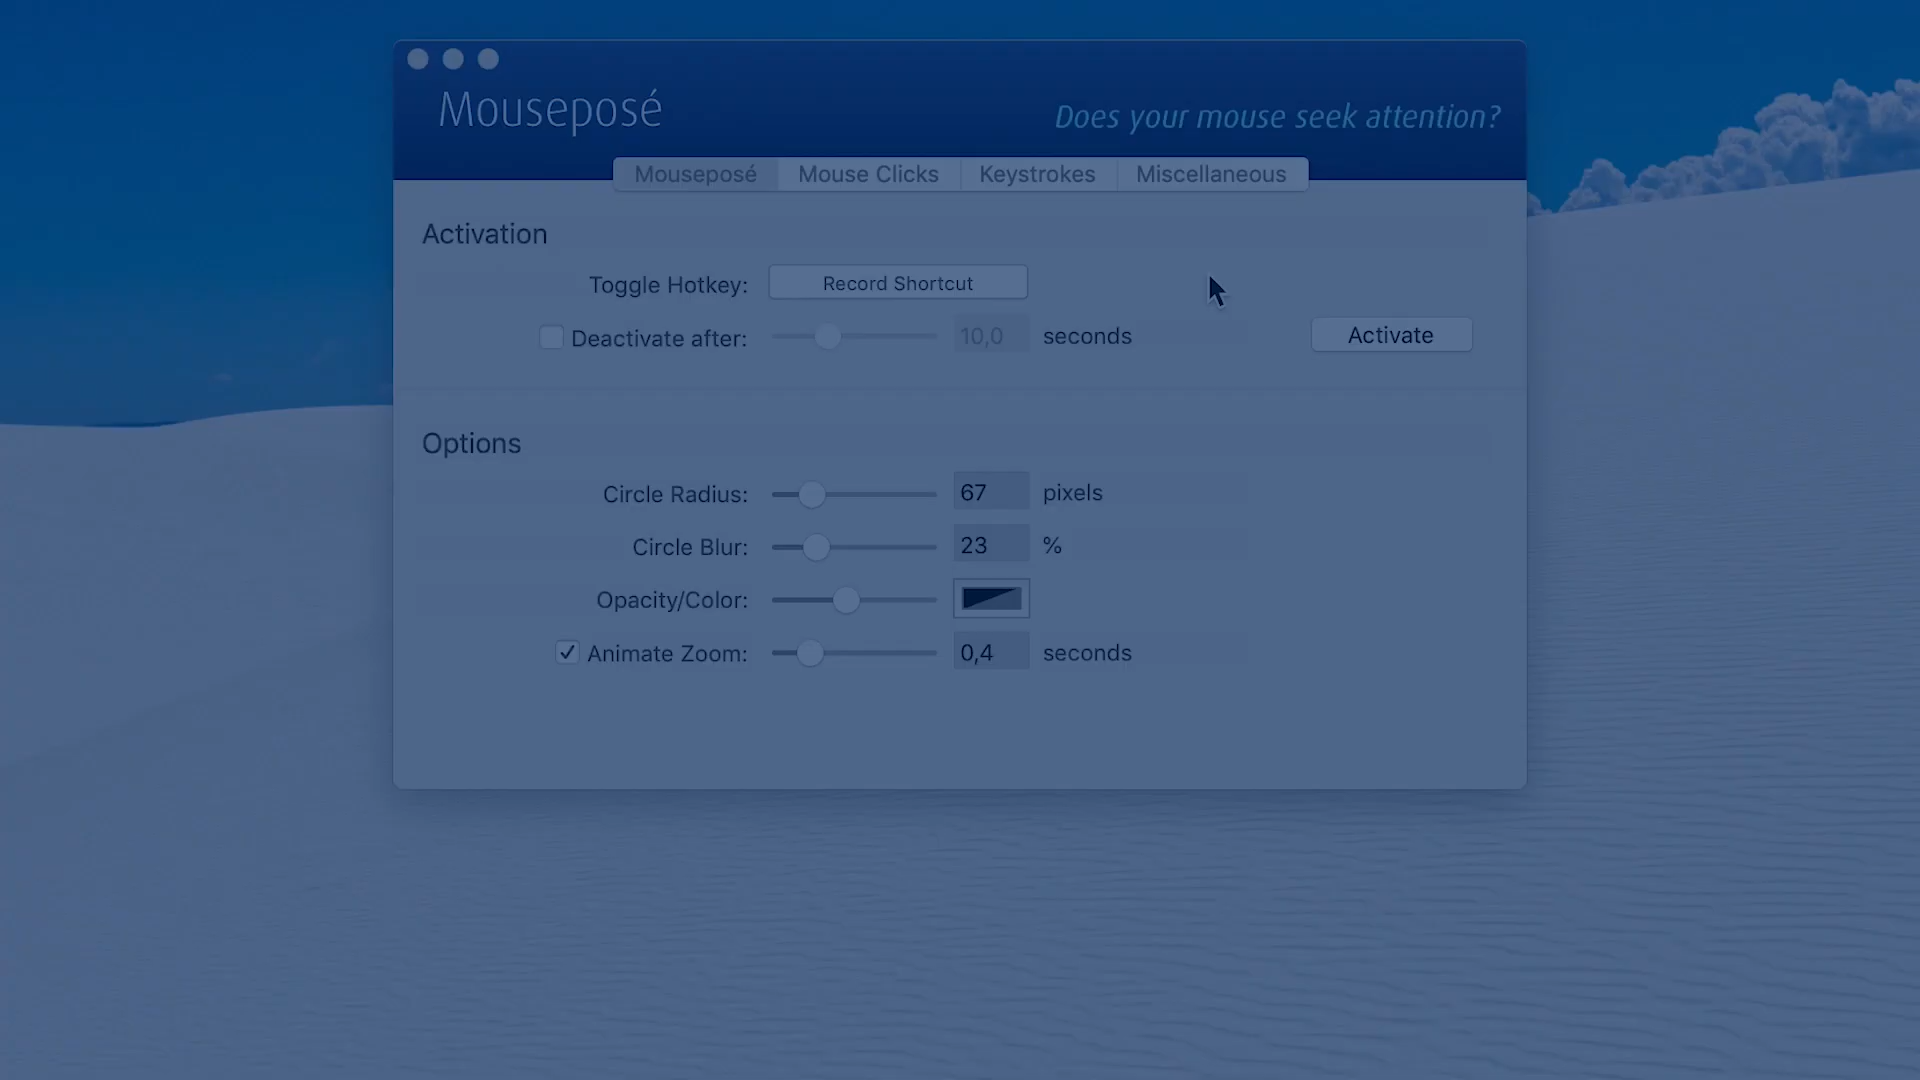 Mouseposé
Does your mouse seek attention?
Mouseposé Mouse Clicks Keystrokes Miscellaneous
Activation
Toggle Hotkey: Record Shortcut
Deactivate after: 10,0 seconds
Activate
Options
Circle Radius: 67 pixels
Circle Blur: 23 %
Opacity/Color:
Animate Zoom: 0,4 seconds